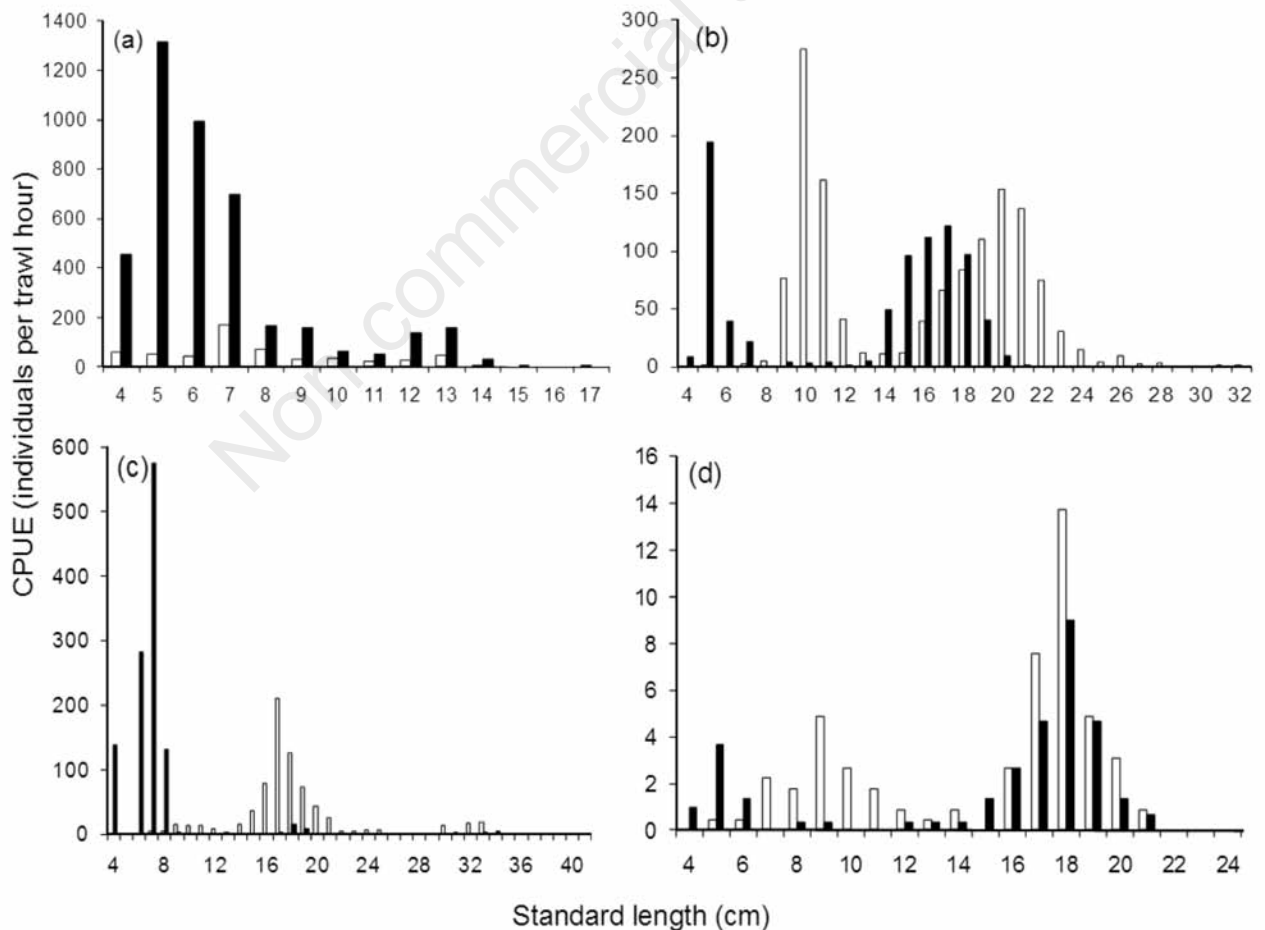 (a)
1400
1200
1000
800
600
400
200
0
4 5 6 7 8 9 10 11 12 13 14 15 16 17
(b)
300
250
200
150
100
50
0
4 6 8 10 12 14 16 18 20 22 24 26 28 30 32
(c)
600
500
400
300
200
100
0
4 8 12 16 20 24 28 32 36 40
(d)
16
14
12
10
8
6
4
2
0
4 6 8 10 12 14 16 18 20 22 24
CPUE (individuals per trawl hour)
Standard length (cm)
Non commercial